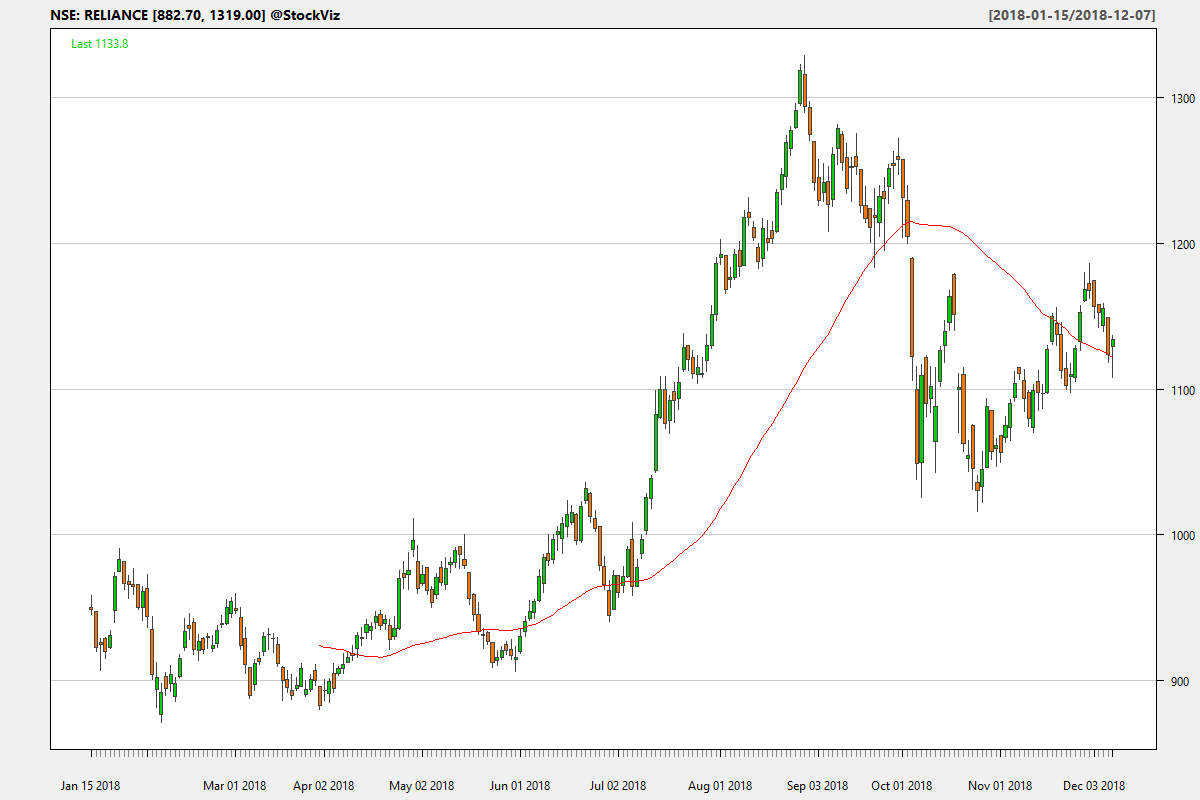 NSE: RELIANCE [882.70, 1319.00] @StockViz [2018-01-15/2018-12-07]
Last 1133.8
1300
1200
1100
1000
900
Jan 15 2018 Mar 01 2018 Apr 02 2018 May 02 2018 Jun 01 2018 Jul 02 2018 Aug 01 2018 Sep 03 2018 Oct 01 2018 Nov 01 2018 Dec 03 2018